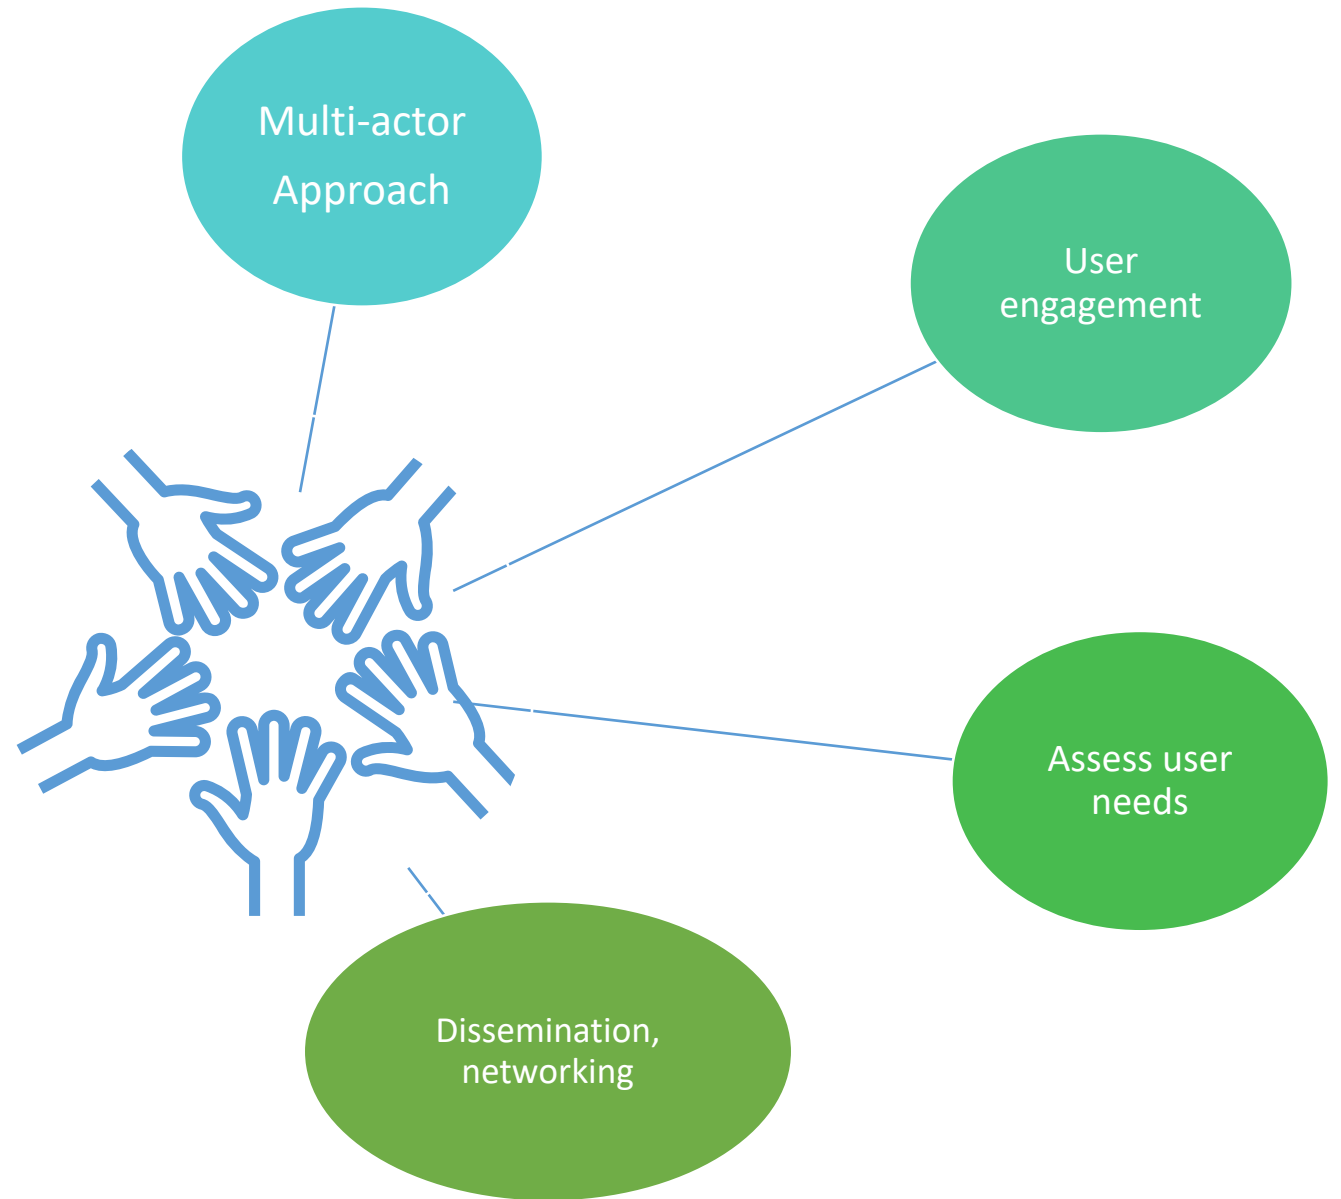 Multi-actor
Approach
User
engagement
Assess user
needs
Dissemination,
networking